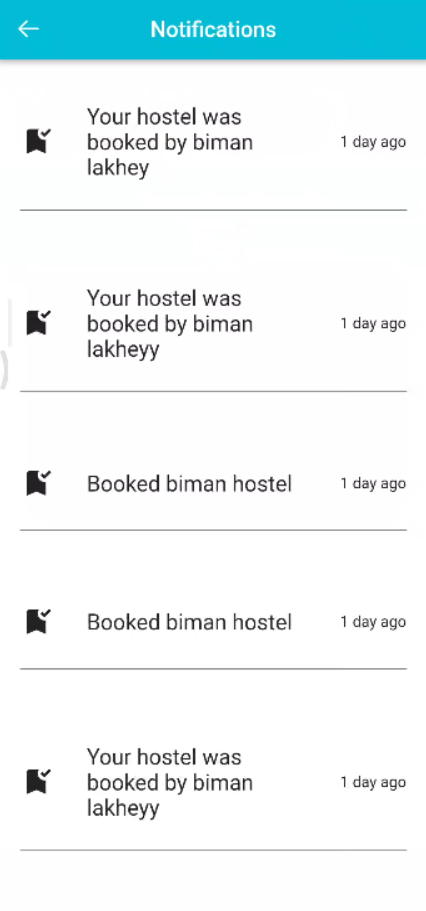 Notifications
Your hostel was
booked by biman
lakhey
1 day ago
Your hostel was
booked by biman
lakheyy
1 day ago
Booked biman hostel
1 day ago
Booked biman hostel
1 day ago
Your hostel was
booked by biman
lakheyy
1 day ago